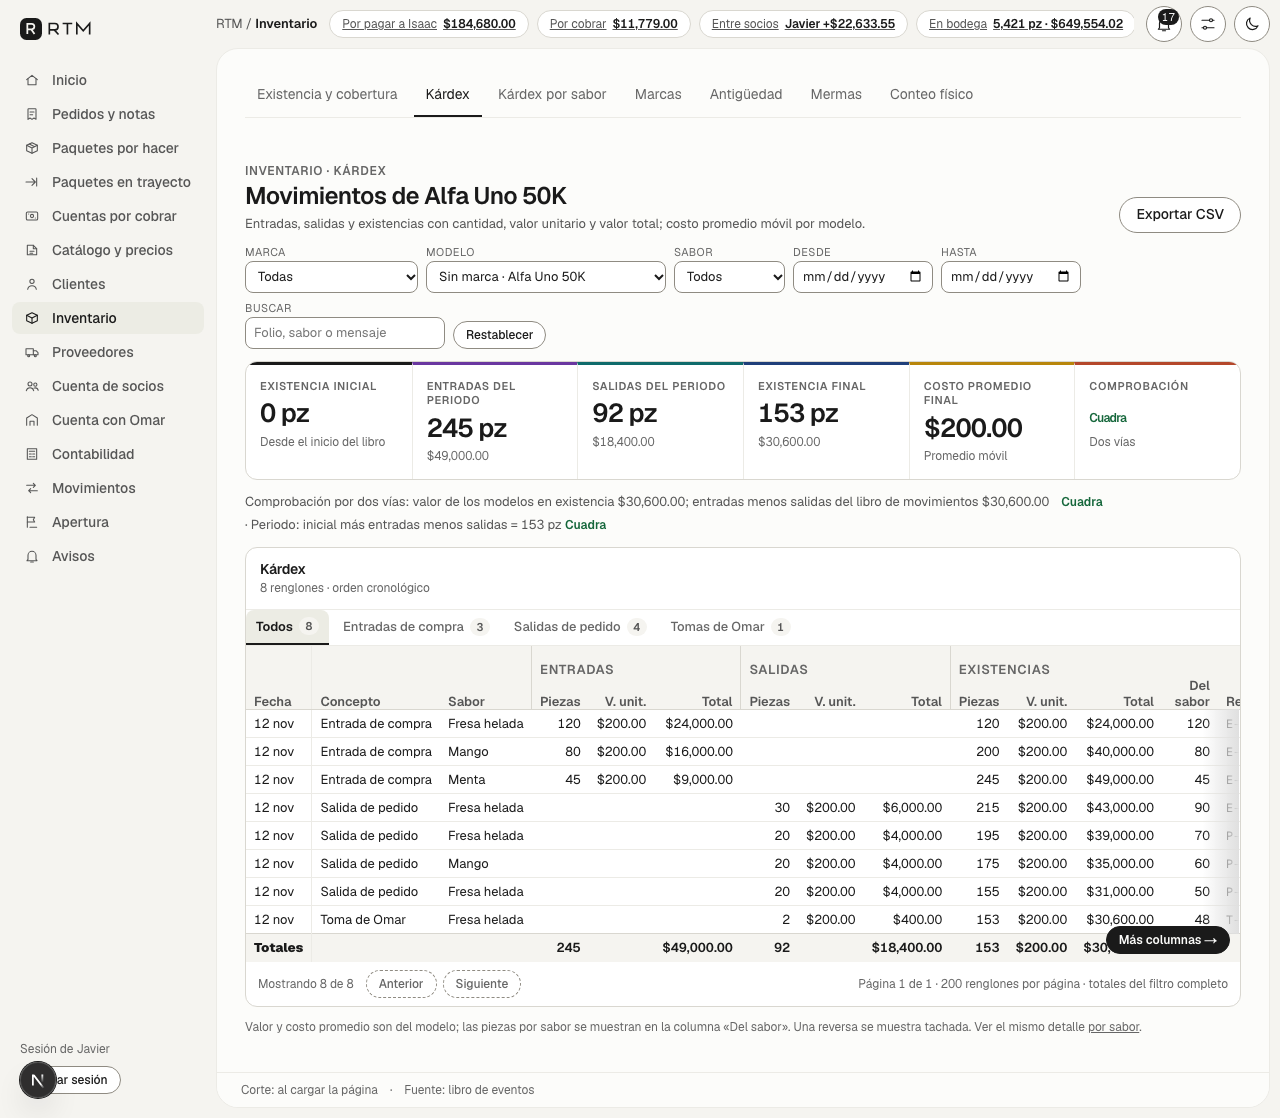 R RTM
RTM / Inventario
Por pagar a Isaac $184,680.00
Por cobrar $11,779.00
Entre socios Javier +$22,633.55
En bodega 5,421 pz · $649,554.02
17
Inicio
Pedidos y notas
Paquetes por hacer
Paquetes en trayecto
Cuentas por cobrar
Catálogo y precios
Clientes
Inventario
Proveedores
Cuenta de socios
Cuenta con Omar
Contabilidad
Movimientos
Apertura
Avisos
Sesión de Javier
N ar sesión
Existencia y cobertura Kárdex Kárdex por sabor Marcas Antigüedad Mermas Conteo físico
INVENTARIO · KÁRDEX
Movimientos de Alfa Uno 50K
Entradas, salidas y existencias con cantidad, valor unitario y valor total; costo promedio móvil por modelo.
Exportar CSV
MARCA MODELO SABOR DESDE HASTA
Todas Sin marca · Alfa Uno 50K Todos mm/dd/yyyy mm/dd/yyyy
BUSCAR
Folio, sabor o mensaje Restablecer
EXISTENCIA INICIAL
0 pz
Desde el inicio del libro
ENTRADAS DEL PERIODO
245 pz
$49,000.00
SALIDAS DEL PERIODO
92 pz
$18,400.00
EXISTENCIA FINAL
153 pz
$30,600.00
COSTO PROMEDIO FINAL
$200.00
Promedio móvil
COMPROBACIÓN
Cuadra
Dos vías
Comprobación por dos vías: valor de los modelos en existencia $30,600.00; entradas menos salidas del libro de movimientos $30,600.00 Cuadra
· Periodo: inicial más entradas menos salidas = 153 pz Cuadra
Kárdex
8 renglones · orden cronológico
Todos 8 Entradas de compra 3 Salidas de pedido 4 Tomas de Omar 1
ENTRADAS SALIDAS EXISTENCIAS
Fecha Concepto Sabor Piezas V. unit. Total Piezas V. unit. Total Piezas V. unit. Total Del sabor Re
12 nov Entrada de compra Fresa helada 120 $200.00 $24,000.00 120 $200.00 $24,000.00 120 E-
12 nov Entrada de compra Mango 80 $200.00 $16,000.00 200 $200.00 $40,000.00 80 E-
12 nov Entrada de compra Menta 45 $200.00 $9,000.00 245 $200.00 $49,000.00 45 E-
12 nov Salida de pedido Fresa helada 30 $200.00 $6,000.00 215 $200.00 $43,000.00 90 E-
12 nov Salida de pedido Fresa helada 20 $200.00 $4,000.00 195 $200.00 $39,000.00 70 P-
12 nov Salida de pedido Mango 20 $200.00 $4,000.00 175 $200.00 $35,000.00 60 P-
12 nov Salida de pedido Fresa helada 20 $200.00 $4,000.00 155 $200.00 $31,000.00 50 P-
12 nov Toma de Omar Fresa helada 2 $200.00 $400.00 153 $200.00 $30,600.00 48 T-
Totales 245 $49,000.00 92 $18,400.00 153 $200.00 $30,
Más columnas →
Mostrando 8 de 8 Anterior Siguiente Página 1 de 1 · 200 renglones por página · totales del filtro completo
Valor y costo promedio son del modelo; las piezas por sabor se muestran en la columna «Del sabor». Una reversa se muestra tachada. Ver el mismo detalle por sabor.
Corte: al cargar la página · Fuente: libro de eventos